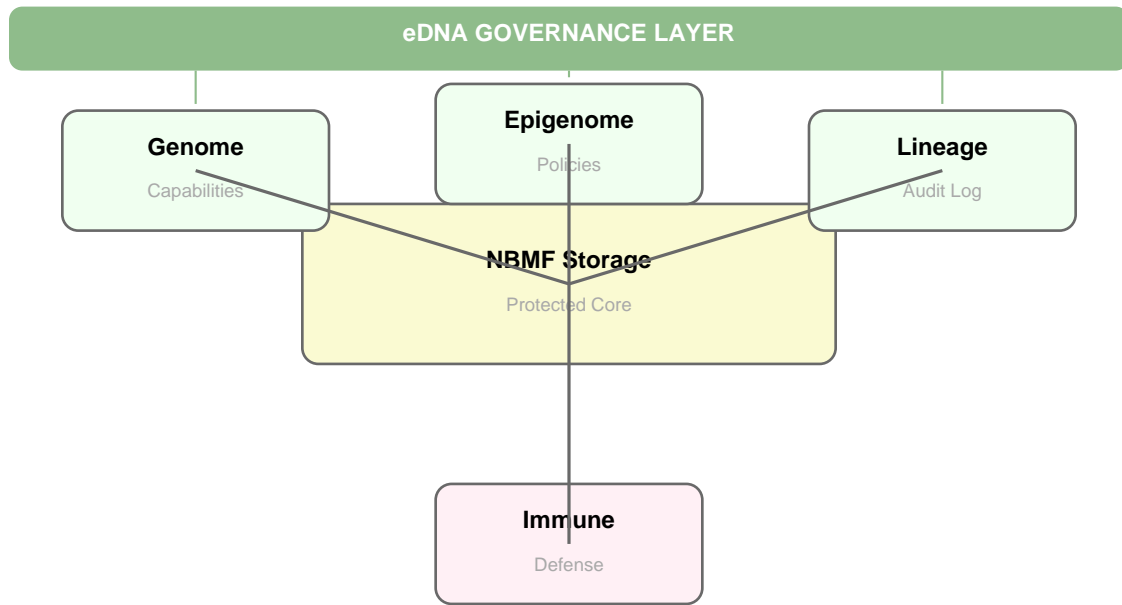 eDNA GOVERNANCE LAYER
Genome
Capabilities
Epigenome
Policies
Lineage
Audit Log
NBMF Storage
Protected Core
Immune
Defense